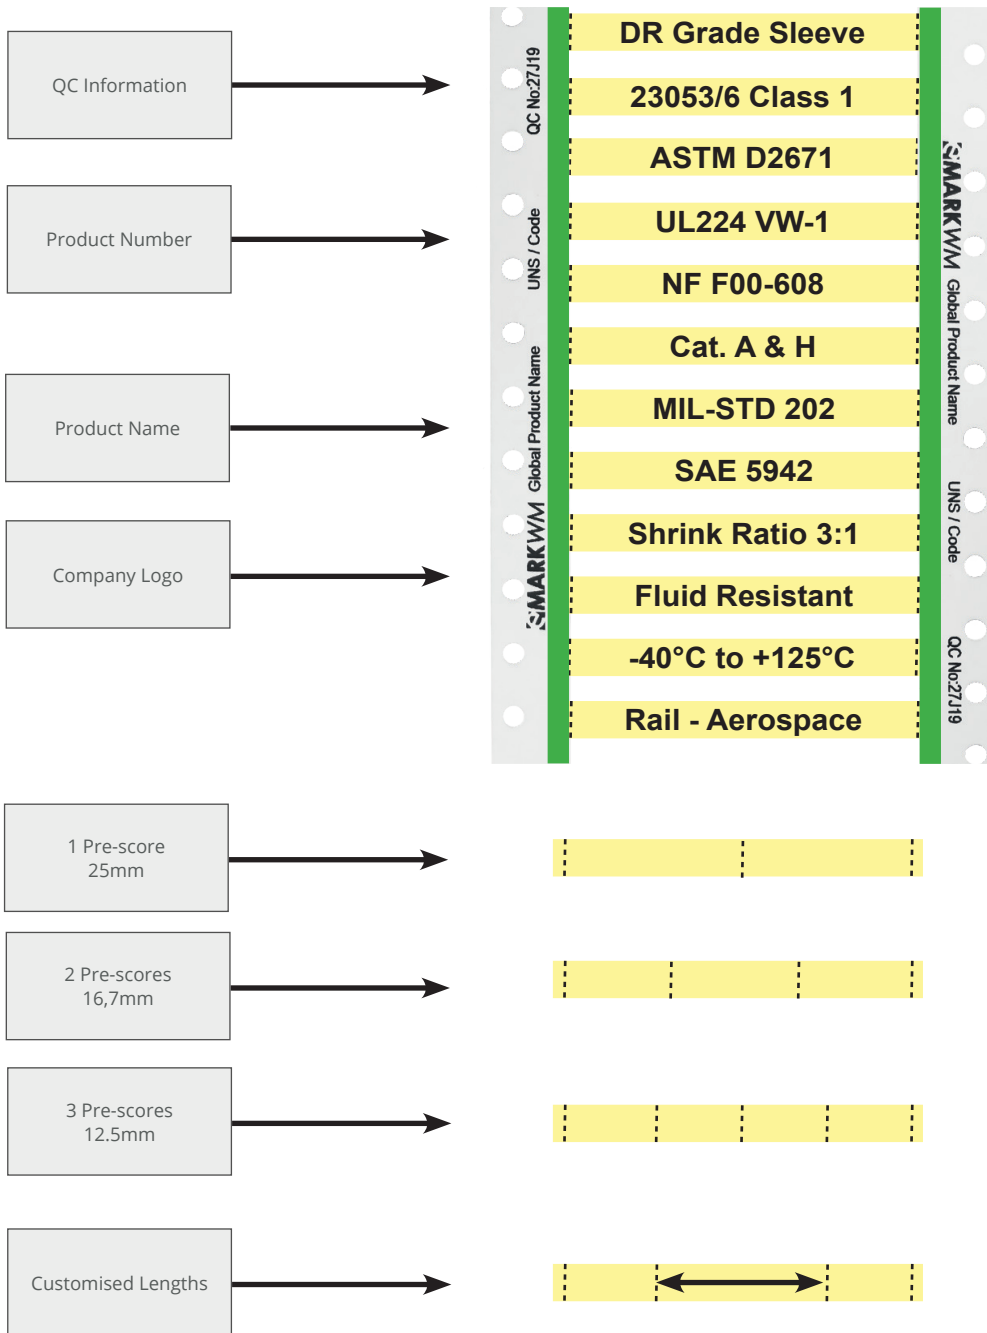 QC Information
Product Number
Product Name
Company Logo
QC No:27J19
UNS / Code
Global Product Name
SMARKWM
DR Grade Sleeve
23053/6 Class 1
ASTM D2671
UL224 VW-1
NF F00-608
Cat. A & H
MIL-STD 202
SAE 5942
Shrink Ratio 3:1
Fluid Resistant
-40°C to +125°C
Rail - Aerospace
SMARKWM
Global Product Name
UNS / Code
QC No:27J19
1 Pre-score
25mm
2 Pre-scores
16,7mm
3 Pre-scores
12.5mm
Customised Lengths